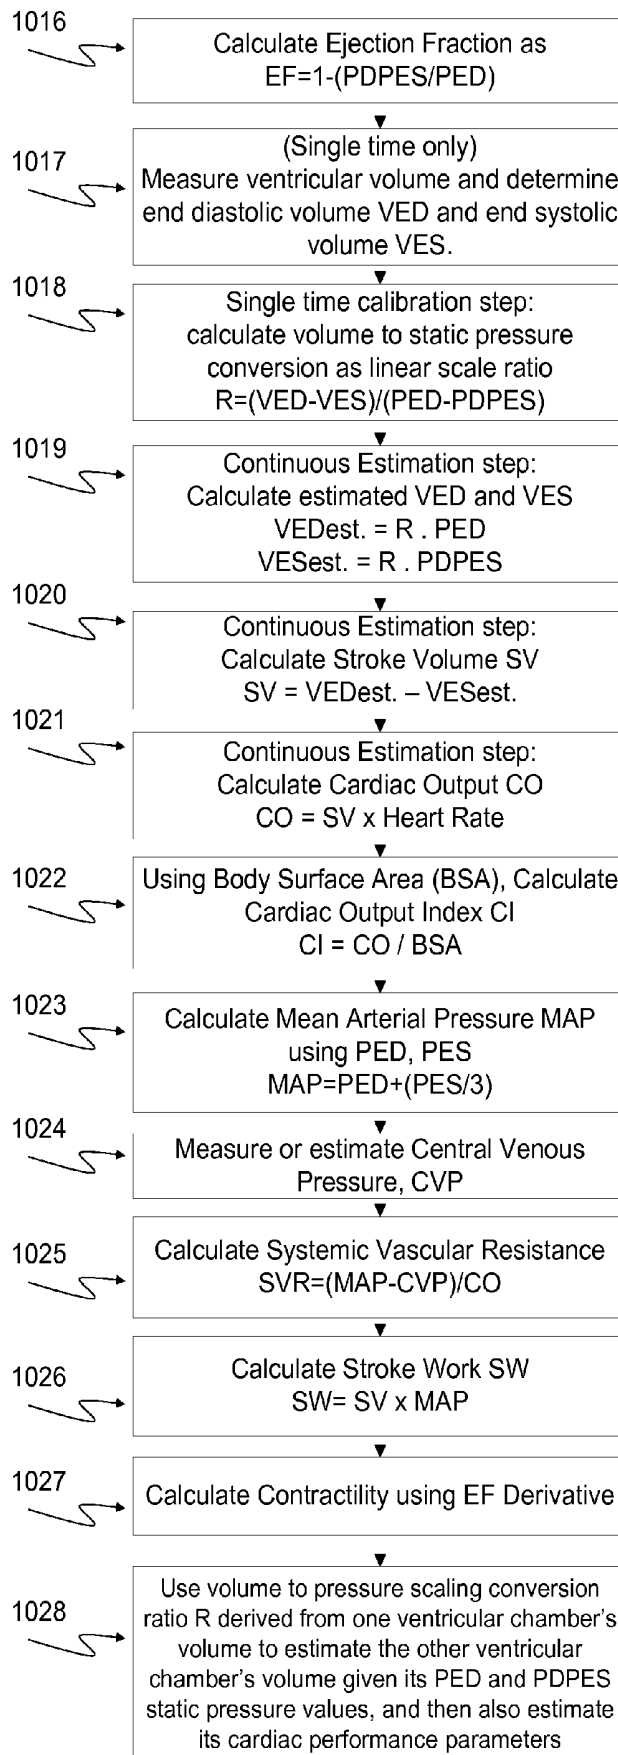 1016
Calculate Ejection Fraction as
EF=1-(PDPES/PED)
1017
(Single time only)
Measure ventricular volume and determine
end diastolic volume VED and end systolic
volume VES.
1018
Single time calibration step:
calculate volume to static pressure
conversion as linear scale ratio
R=(VED-VES)/(PED-PDPES)
1019
Continuous Estimation step:
Calculate estimated VED and VES
VEDest. = R . PED
VESest. = R . PDPES
1020
Continuous Estimation step:
Calculate Stroke Volume SV
SV = VEDest. – VESest.
1021
Continuous Estimation step:
Calculate Cardiac Output CO
CO = SV x Heart Rate
1022
Using Body Surface Area (BSA), Calculate
Cardiac Output Index CI
CI = CO / BSA
1023
Calculate Mean Arterial Pressure MAP
using PED, PES
MAP=PED+(PES/3)
1024
Measure or estimate Central Venous
Pressure, CVP
1025
Calculate Systemic Vascular Resistance
SVR=(MAP-CVP)/CO
1026
Calculate Stroke Work SW
SW= SV x MAP
1027
Calculate Contractility using EF Derivative
1028
Use volume to pressure scaling conversion
ratio R derived from one ventricular chamber's
volume to estimate the other ventricular
chamber's volume given its PED and PDPES
static pressure values, and then also estimate
its cardiac performance parameters